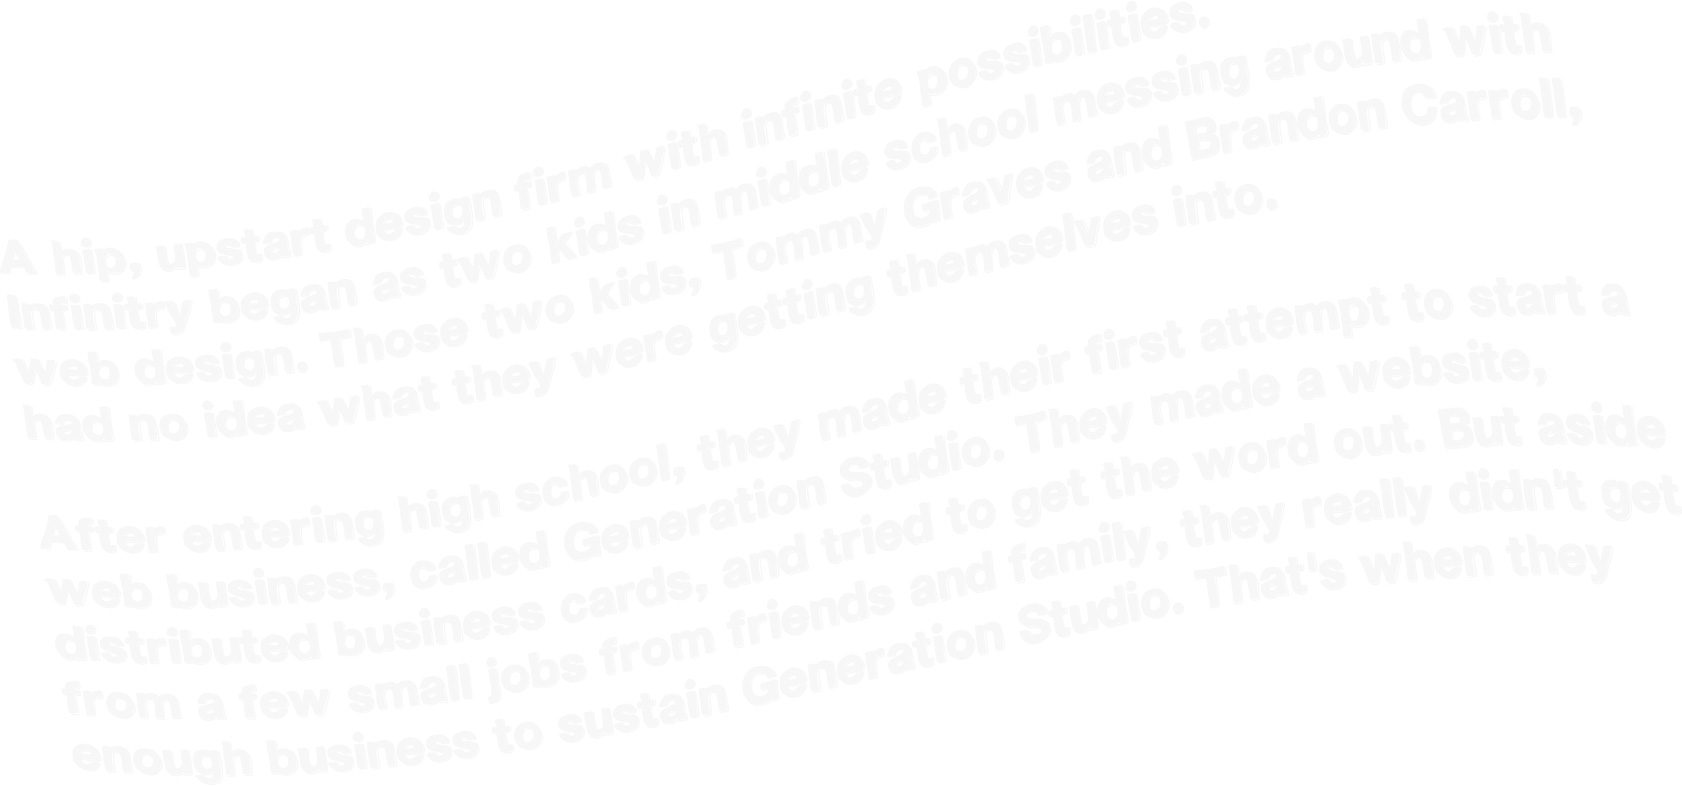 A hip, upstart design firm with infinite possibilities.
Infinitry began as two kids in middle school messing around with
web design. Those two kids, Tommy Graves and Brandon Carroll,
had no idea what they were getting themselves into.
After entering high school, they made their first attempt to start a
web business, called Generation Studio. They made a website,
distributed business cards, and tried to get the word out. But aside
from a few small jobs from friends and family, they really didn't get
enough business to sustain Generation Studio. That's when they